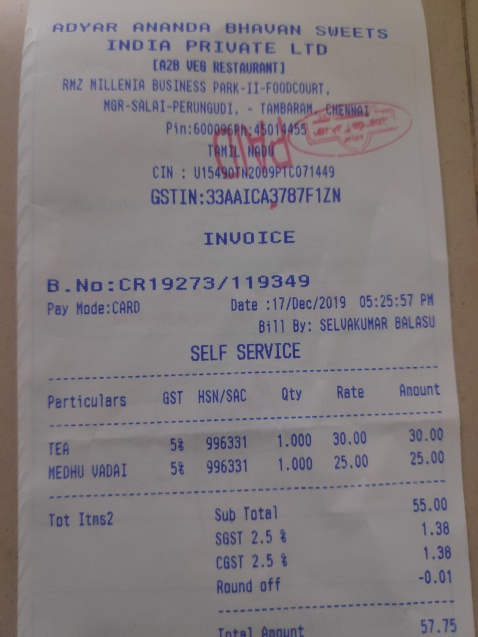 ADYAR ANANDA BHAVAN SWEETS
INDIA PRIVATE LTD
[A2B VEG RESTAURANT]
RMZ MILLENIA BUSINESS PARK-II-FOODCOURT,
MGR-SALAI-PERUNGUDI, - TAMBARAM, CHENNAI
Pin:600096Ph:45014455
PAID
TAMIL NADU
CIN : U15490TN2009PTC071449
GSTIN:33AAICA3787F1ZN
INVOICE
B.No:CR19273/119349
Pay Mode:CARD Date :17/Dec/2019 05:25:57 PM
Bill By: SELVAKUMAR BALASU
SELF SERVICE
Particulars GST HSN/SAC Qty Rate Amount
TEA 5% 996331 1.000 30.00 30.00
MEDHU VADAI 5% 996331 1.000 25.00 25.00
Tot Itms2 Sub Total 55.00
SGST 2.5 % 1.38
CGST 2.5 % 1.38
Round off -0.01
Total Amount 57.75